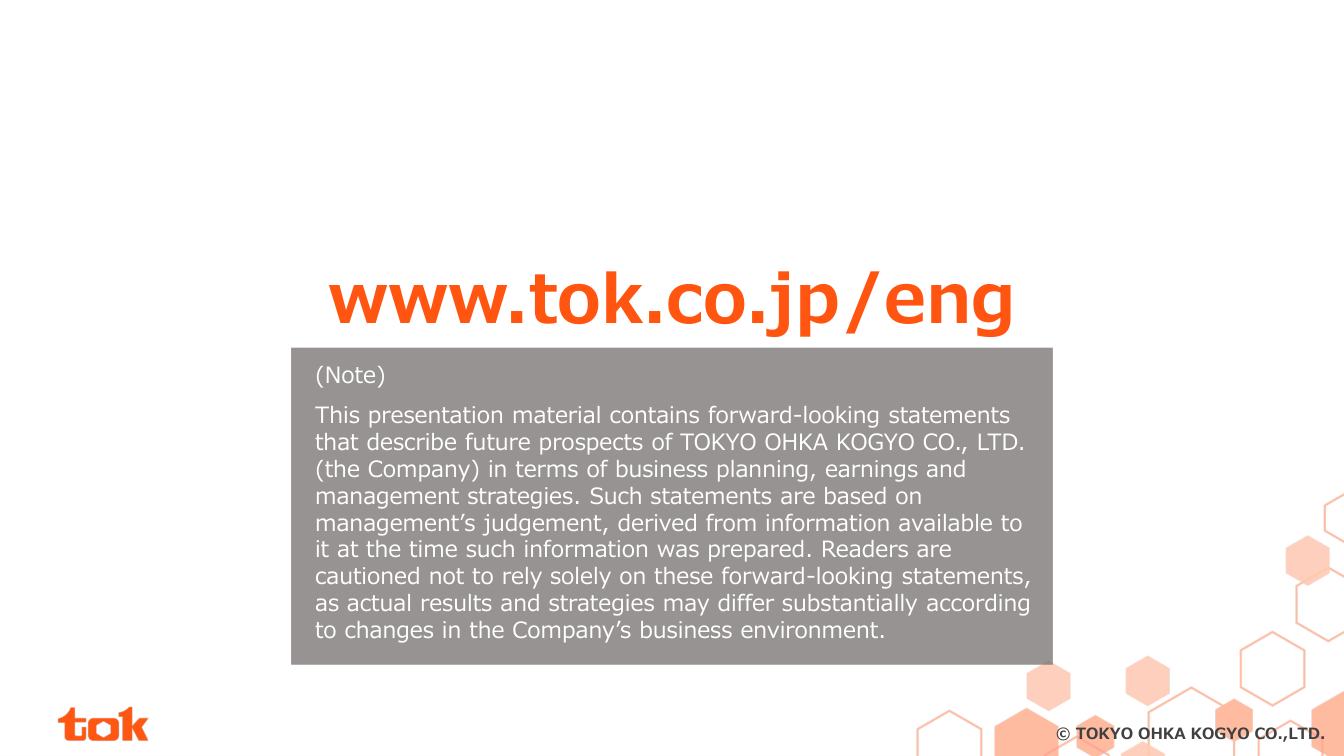 www.tok.co.jp/eng
(Note)
This presentation material contains forward-looking statements
that describe future prospects of TOKYO OHKA KOGYO CO., LTD.
(the Company) in terms of business planning, earnings and
management strategies. Such statements are based on
management’s judgement, derived from information available to
it at the time such information was prepared. Readers are
cautioned not to rely solely on these forward-looking statements,
as actual results and strategies may differ substantially according
to changes in the Company’s business environment.
tok
© TOKYO OHKA KOGYO CO.,LTD.